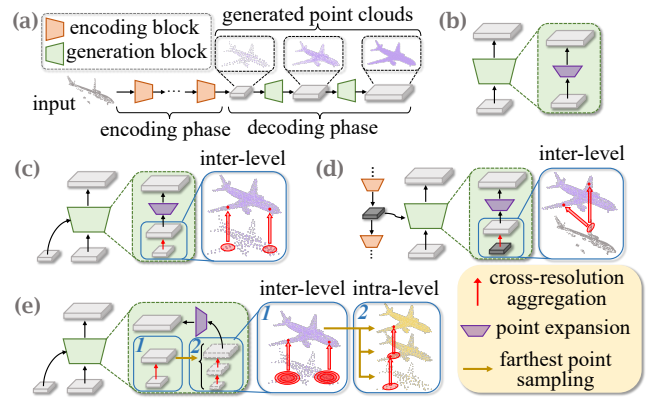 (a)
encoding block
generation block
generated point clouds
input
encoding phase
decoding phase
(b)
(c)
inter-level
(d)
inter-level
(e)
1
2
inter-level
1
intra-level
2
cross-resolution
aggregation
point expansion
farthest point
sampling